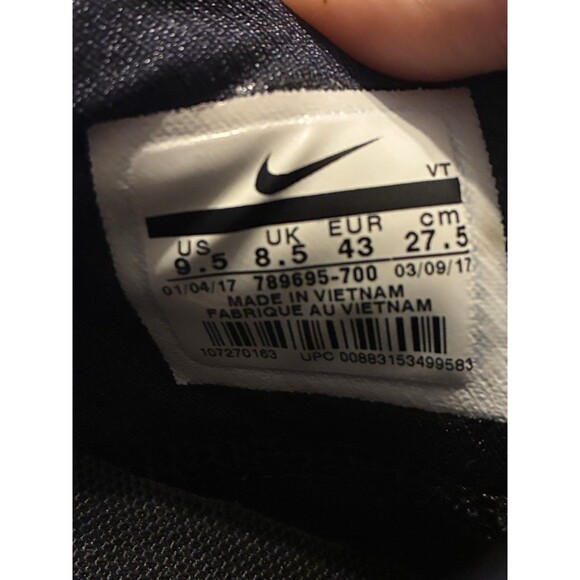 VT
US UK EUR cm
9.5 8.5 43 27.5
01/04/17 789695-700 03/09/17
MADE IN VIETNAM
FABRIQUE AU VIETNAM
107270163 UPC 00883153499583